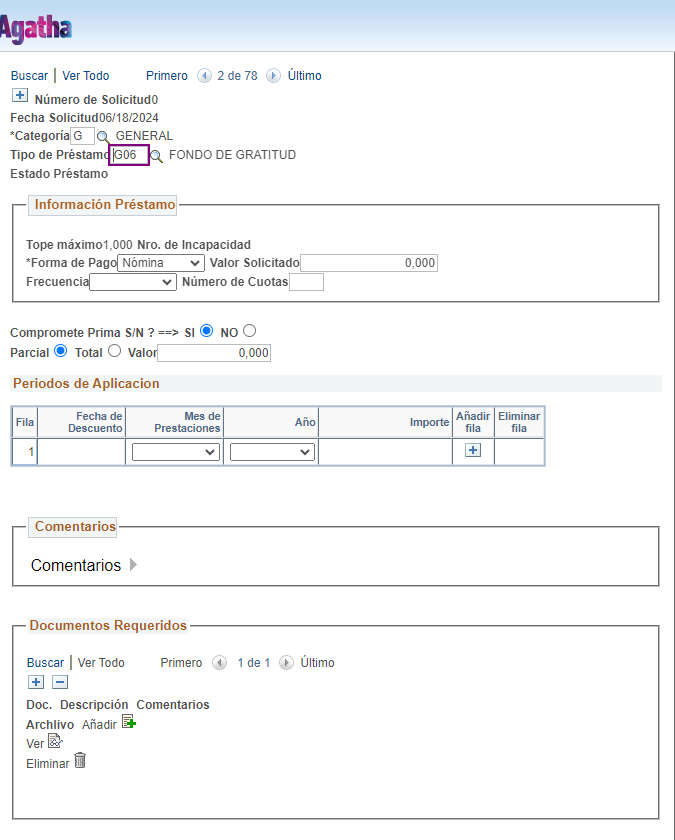 Agatha
Buscar Ver Todo Primero 2 de 78 Último
Número de Solicitud0
Fecha Solicitud06/18/2024
*Categoría G GENERAL
Tipo de Préstamo G06 FONDO DE GRATITUD
Estado Préstamo
Información Préstamo
Tope máximo1,000 Nro. de Incapacidad
*Forma de Pago Nómina Valor Solicitado 0,000
Frecuencia Número de Cuotas
Compromete Prima S/N ? ==> SI NO
Parcial Total Valor 0,000
Periodos de Aplicacion
Fila Fecha de Descuento Mes de Prestaciones Año Importe Añadir fila Eliminar fila
1
Comentarios
Comentarios
Documentos Requeridos
Buscar Ver Todo Primero 1 de 1 Último
Doc. Descripción Comentarios
Archivo Añadir
Ver
Eliminar